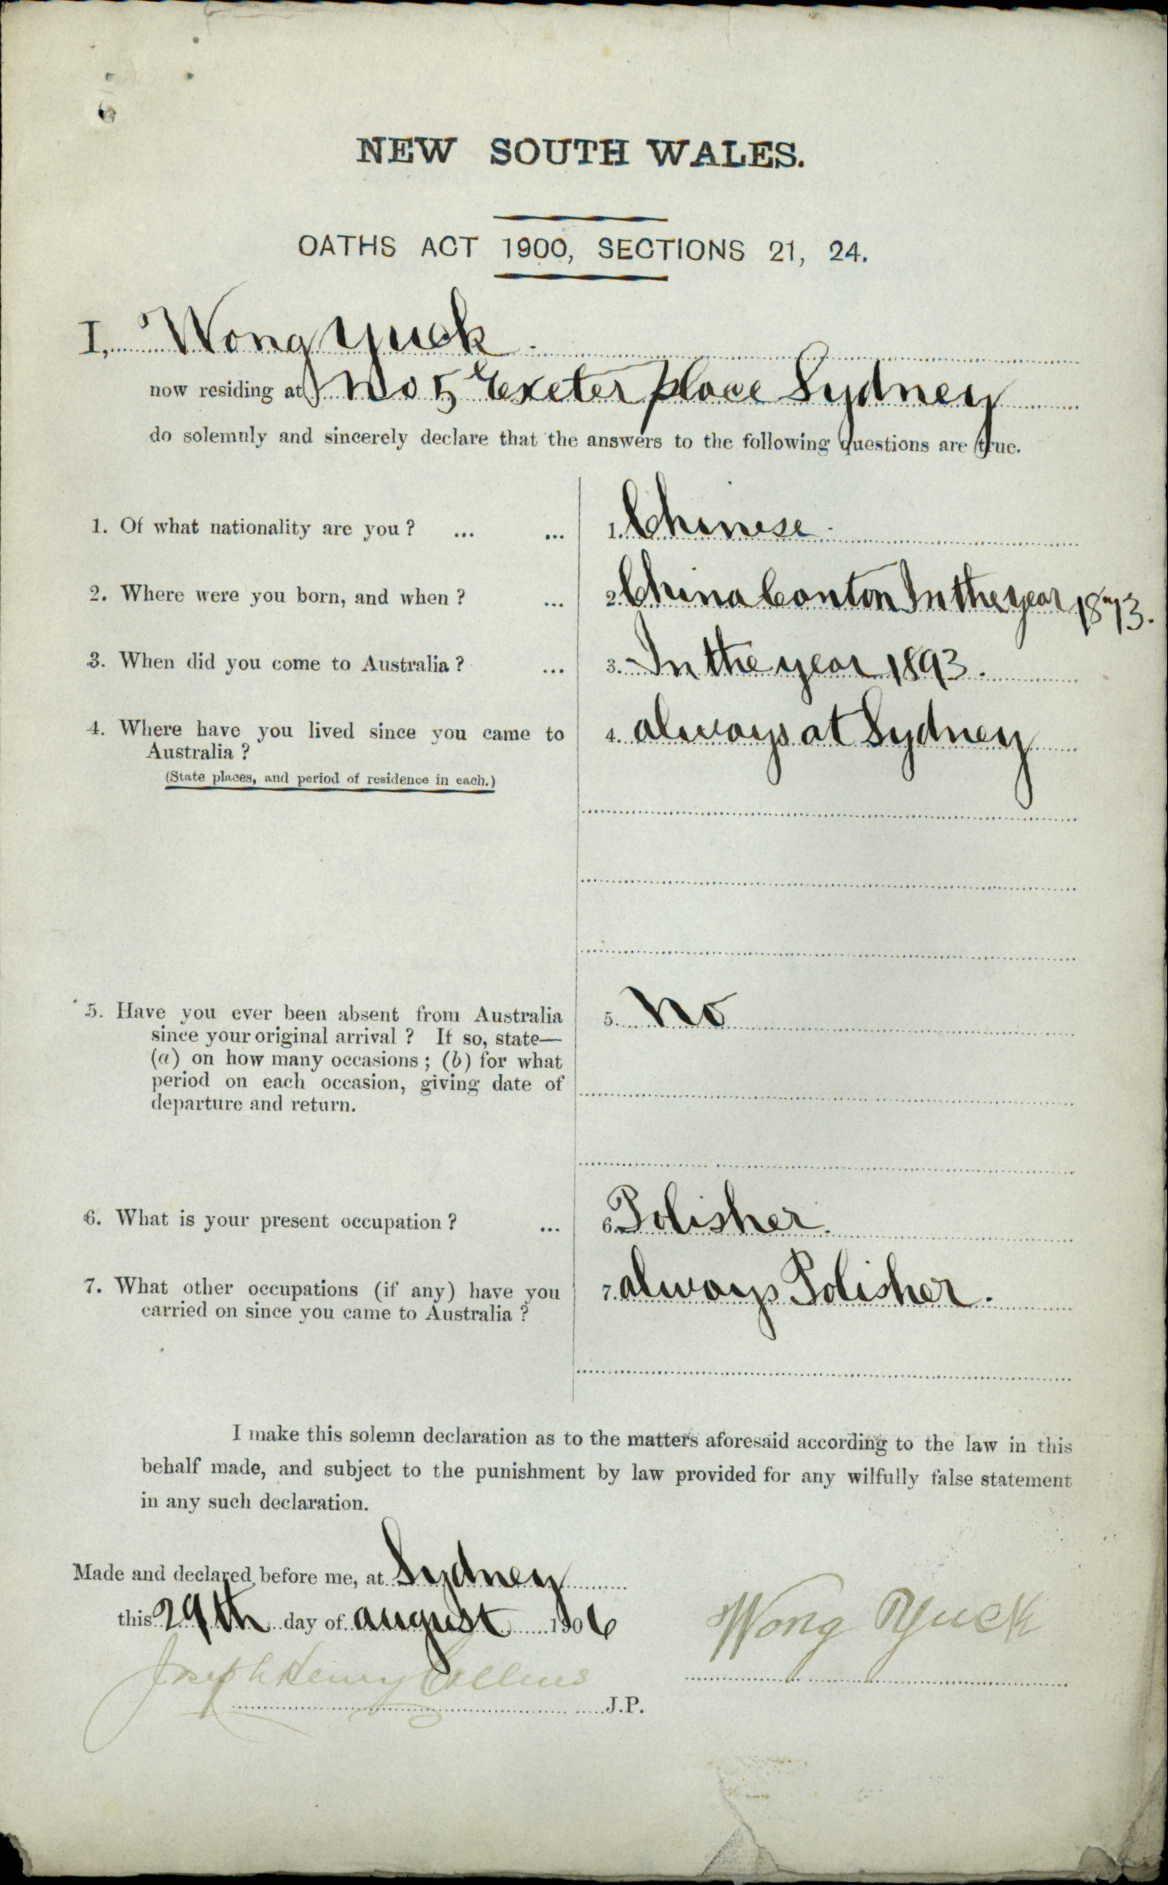 NEW SOUTH WALES.
OATHS ACT 1900, SECTIONS 21, 24.
I, Wong Yuck.
now residing at No 5 Exeter place Sydney
do solemnly and sincerely declare that the answers to the following questions are true.
1. Of what nationality are you ? ... ... 1. Chinese.
2. Where were you born, and when ? ... 2. China Canton In the year 1873.
3. When did you come to Australia ? ... 3. In the year 1893.
4. Where have you lived since you came to 4. always at Sydney
Australia ?
(State places, and period of residence in each.)
5. Have you ever been absent from Australia 5. No
since your original arrival ? If so, state—
(a) on how many occasions ; (b) for what
period on each occasion, giving date of
departure and return.
6. What is your present occupation ? ... 6. Polisher.
7. What other occupations (if any) have you 7. always Polisher.
carried on since you came to Australia ?
I make this solemn declaration as to the matters aforesaid according to the law in this
behalf made, and subject to the punishment by law provided for any wilfully false statement
in any such declaration.
Made and declared before me, at Sydney
this 29th day of august 1906
Wong Yuck
Joseph Henry Collins
J.P.